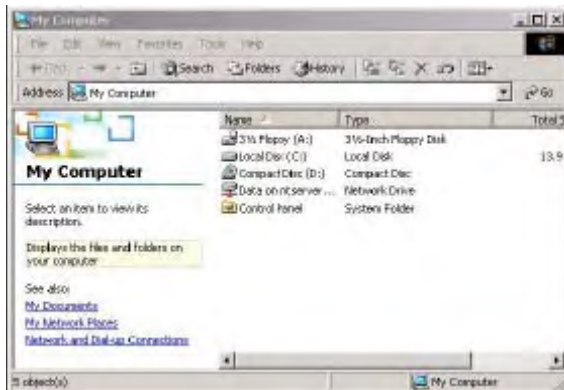 My Computer
File Edit View Favorites Tools Help
Back Search Folders History
Address My Computer Go
Name Type Total S
3½ Floppy (A:) 3½-Inch Floppy Disk
Local Disk (C:) Local Disk 13.9
Compact Disc (D:) Compact Disc
Data on ntserver ... Network Drive
Control Panel System Folder
My Computer
Select an item to view its
description.
Displays the files and folders on
your computer
See also:
My Documents
My Network Places
Network and Dial-up Connections
5 object(s) My Computer